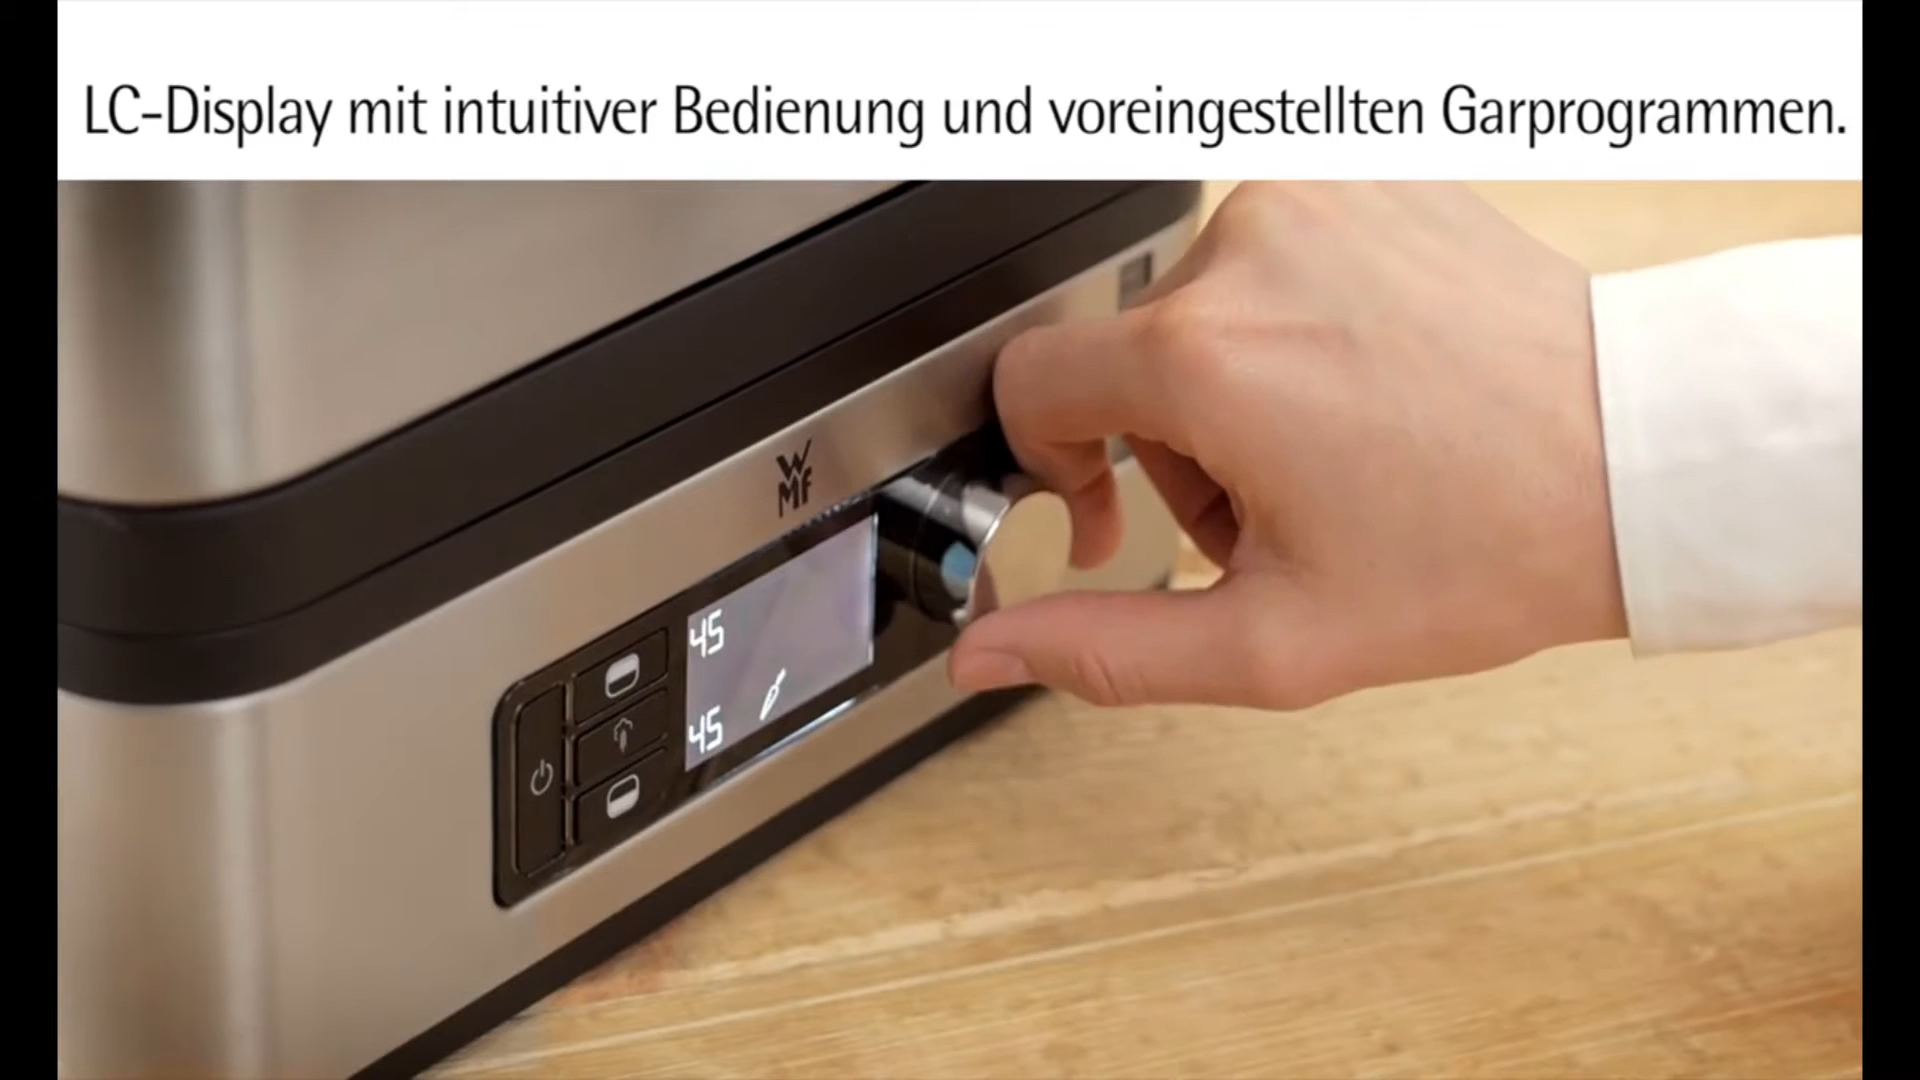 LC-Display mit intuitiver Bedienung und voreingestellten Garprogrammen.
WMF
45
45